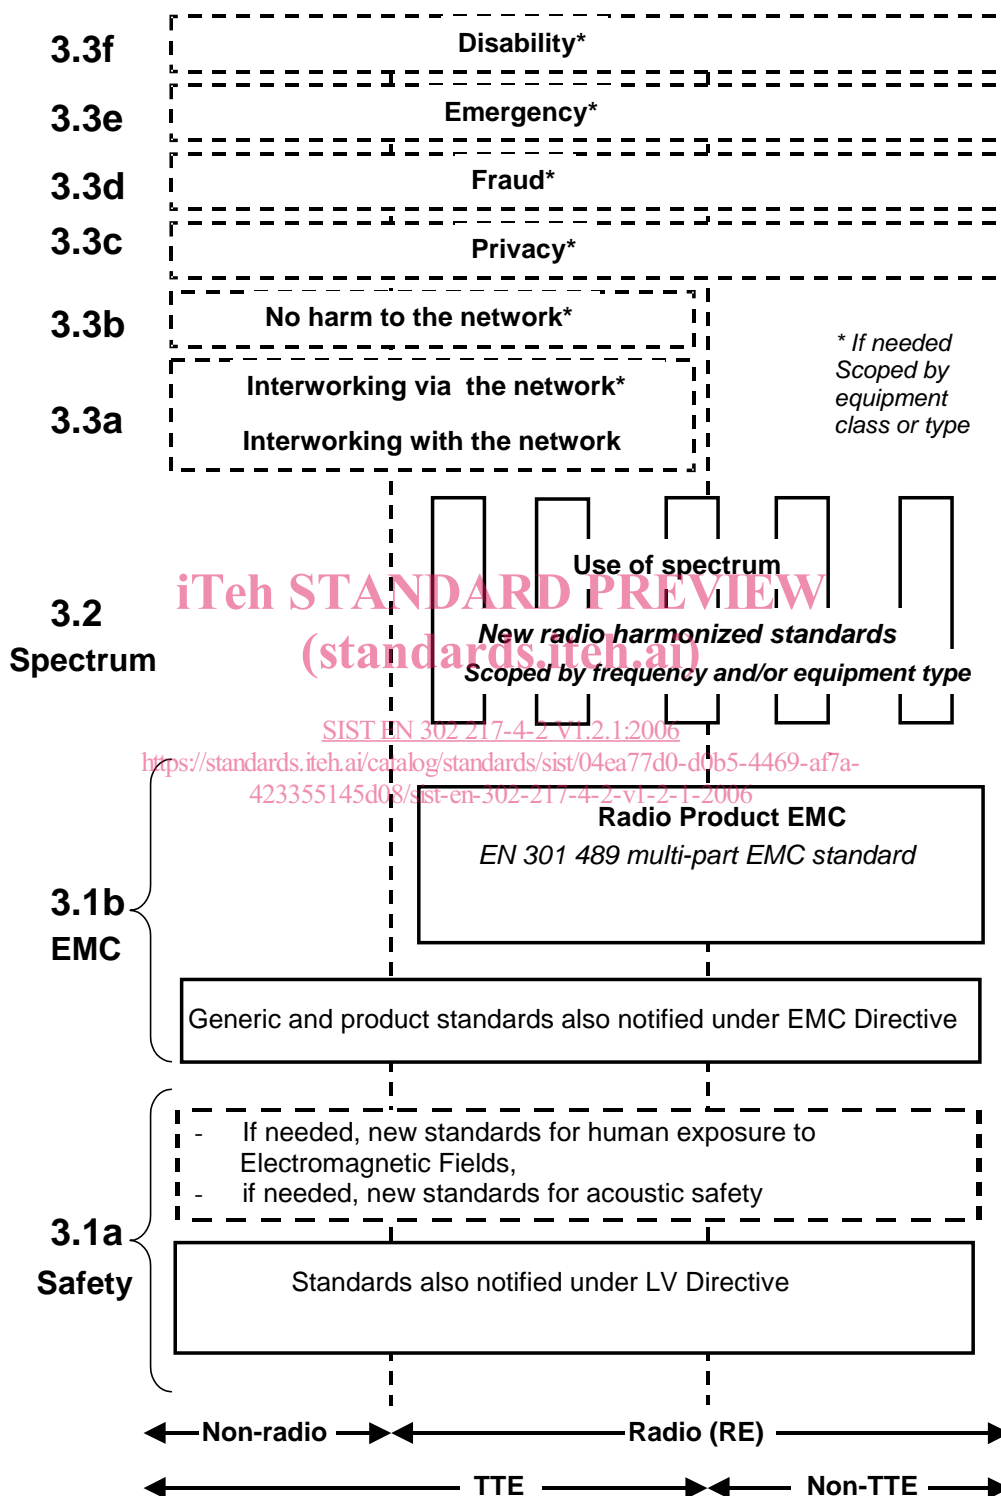 3.3f
Disability*
3.3e
Emergency*
3.3d
Fraud*
3.3c
Privacy*
3.3b
No harm to the network*
* If needed
Scoped by
equipment
class or type
3.3a
Interworking via the network*
Interworking with the network
Use of spectrum
iTeh STANDARD PREVIEW
3.2
Spectrum
New radio harmonized standards
(standards.iteh.ai)
Scoped by frequency and/or equipment type
SIST EN 302 217-4-2 V1.2.1:2006
https://standards.iteh.ai/catalog/standards/sist/04ea77d0-d0b5-4469-af7a-
423355145d08/sist-en-302-217-4-2-v1-2-1-2006
Radio Product EMC
EN 301 489 multi-part EMC standard
3.1b
EMC
Generic and product standards also notified under EMC Directive
- If needed, new standards for human exposure to
Electromagnetic Fields,
- if needed, new standards for acoustic safety
3.1a
Safety
Standards also notified under LV Directive
Non-radio
Radio (RE)
TTE
Non-TTE